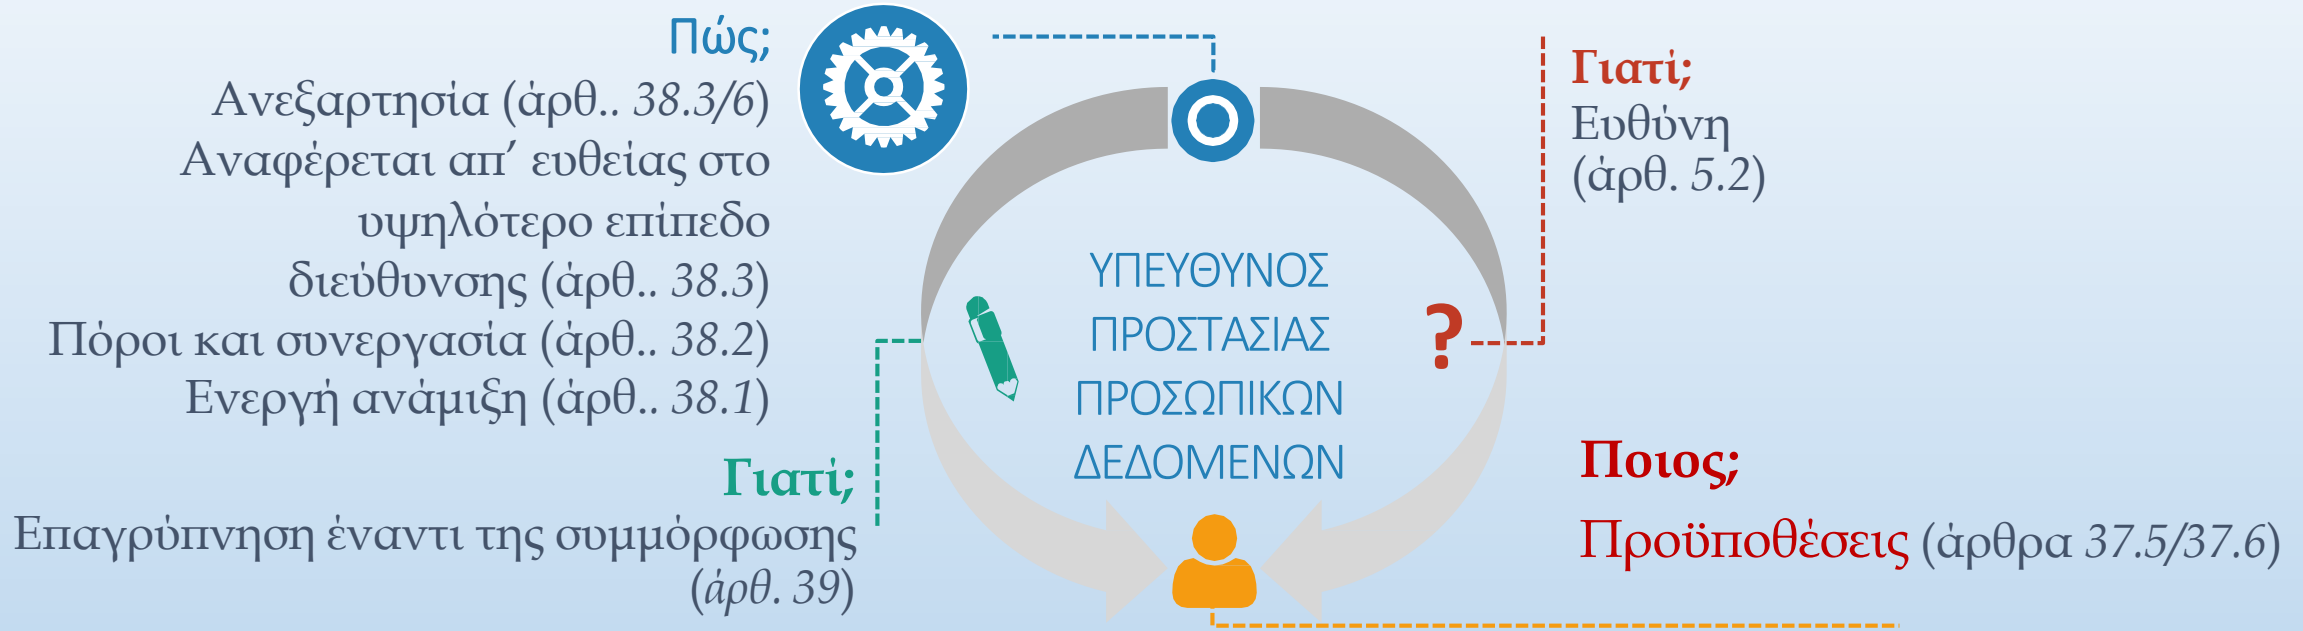 Πώς;
Ανεξαρτησία (άρθ.. 38.3/6)
Αναφέρεται απ’ ευθείας στο
υψηλότερο επίπεδο
διεύθυνσης (άρθ.. 38.3)
Πόροι και συνεργασία (άρθ.. 38.2)
Ενεργή ανάμιξη (άρθ.. 38.1)
Γιατί;
Επαγρύπνηση έναντι της συμμόρφωσης
(άρθ. 39)
ΥΠΕΥΘΥΝΟΣ
ΠΡΟΣΤΑΣΙΑΣ
ΠΡΟΣΩΠΙΚΩΝ
ΔΕΔΟΜΕΝΩΝ
?
Γιατί;
Ευθύνη
(άρθ. 5.2)
Ποιος;
Προϋποθέσεις (άρθρα 37.5/37.6)